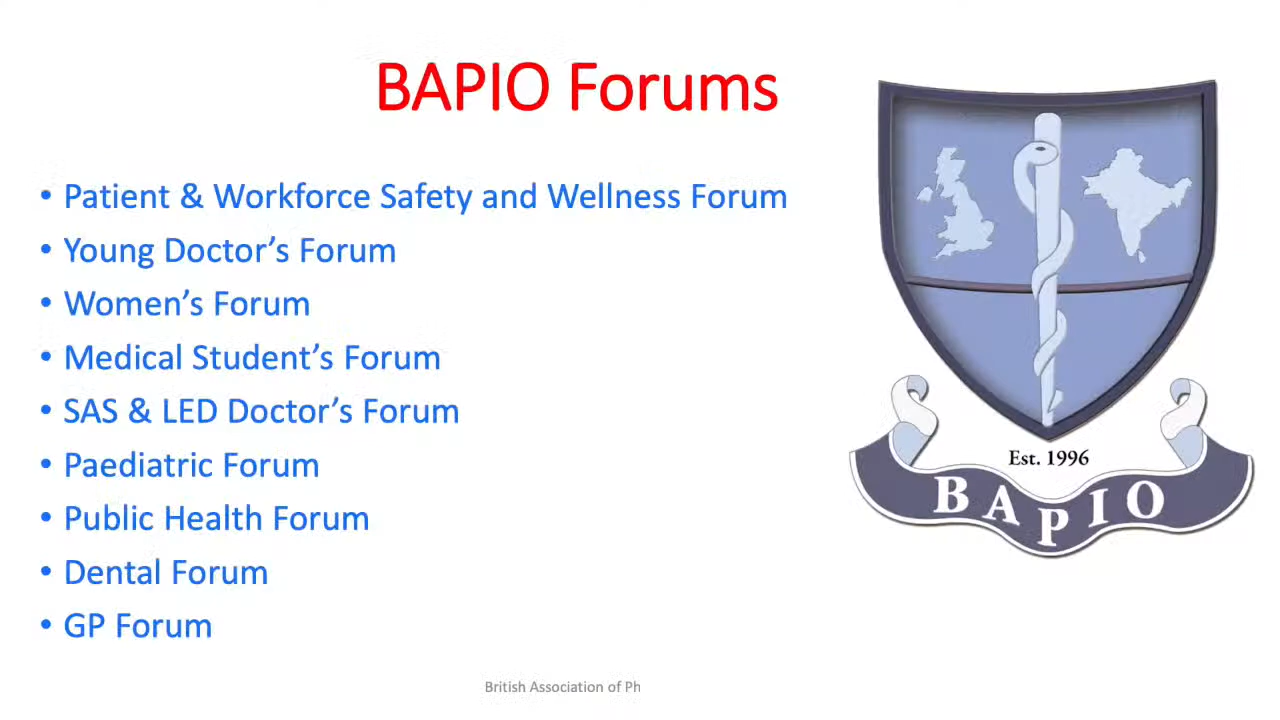 BAPIO Forums
• Patient & Workforce Safety and Wellness Forum
• Young Doctor’s Forum
• Women’s Forum
• Medical Student’s Forum
• SAS & LED Doctor’s Forum
• Paediatric Forum
• Public Health Forum
• Dental Forum
• GP Forum
Est. 1996
BAPIO
British Association of Ph